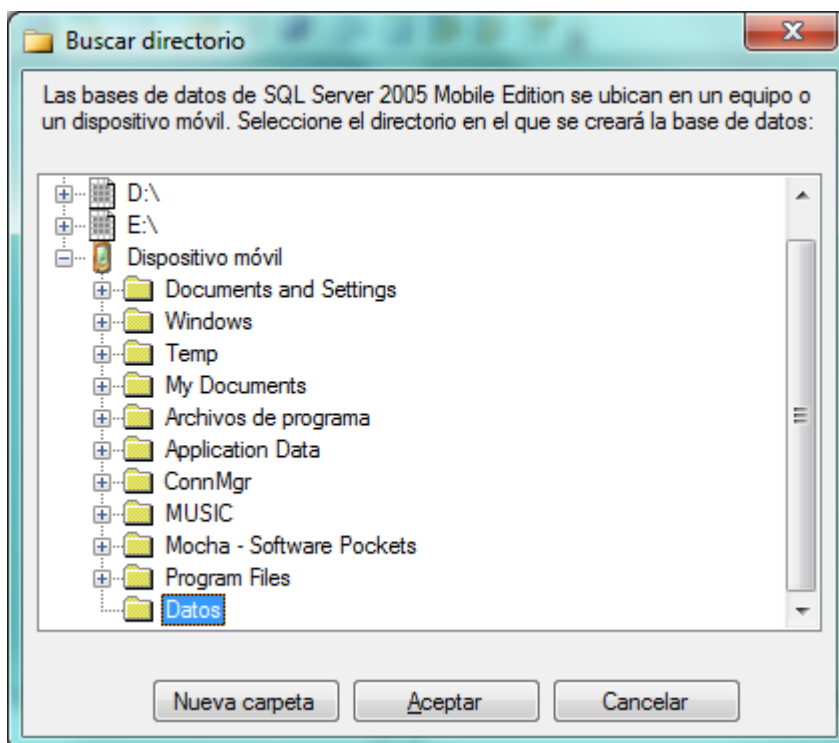 Buscar directorio
Las bases de datos de SQL Server 2005 Mobile Edition se ubican en un equipo o
un dispositivo móvil. Seleccione el directorio en el que se creará la base de datos:
D:\
E:\
Dispositivo móvil
Documents and Settings
Windows
Temp
My Documents
Archivos de programa
Application Data
ConnMgr
MUSIC
Mocha - Software Pockets
Program Files
Datos
Nueva carpeta Aceptar Cancelar